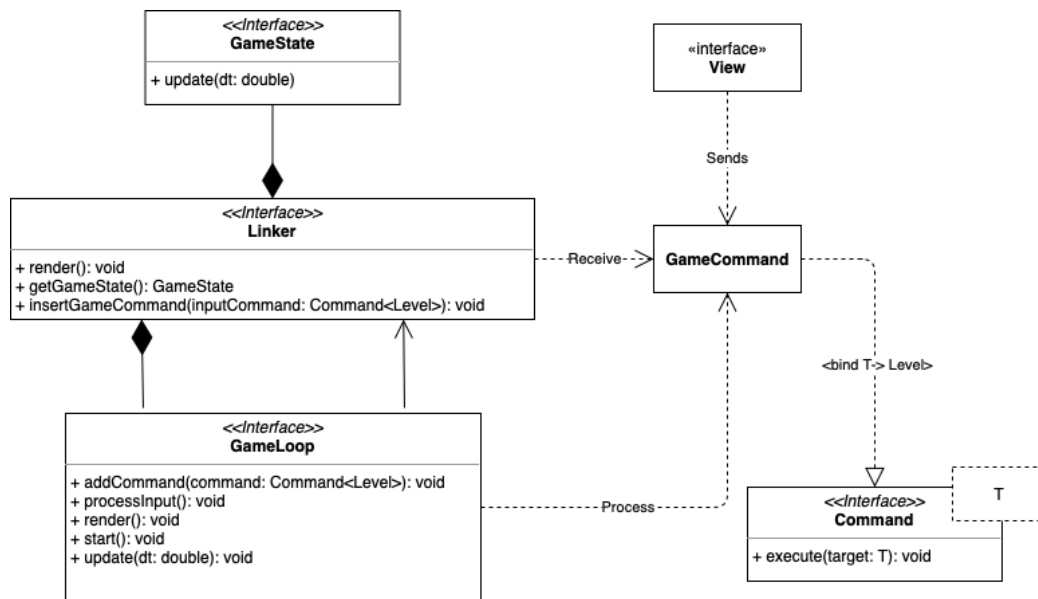 <<Interface>>
GameState
+ update(dt: double)
«interface»
View
Sends
<<Interface>>
Linker
+ render(): void
+ getGameState(): GameState
+ insertGameCommand(inputCommand: Command<Level>): void
Receive
GameCommand
<bind T-> Level>
<<Interface>>
GameLoop
+ addCommand(command: Command<Level>): void
+ processInput(): void
+ render(): void
+ start(): void
+ update(dt: double): void
Process
T
<<Interface>>
Command
+ execute(target: T): void